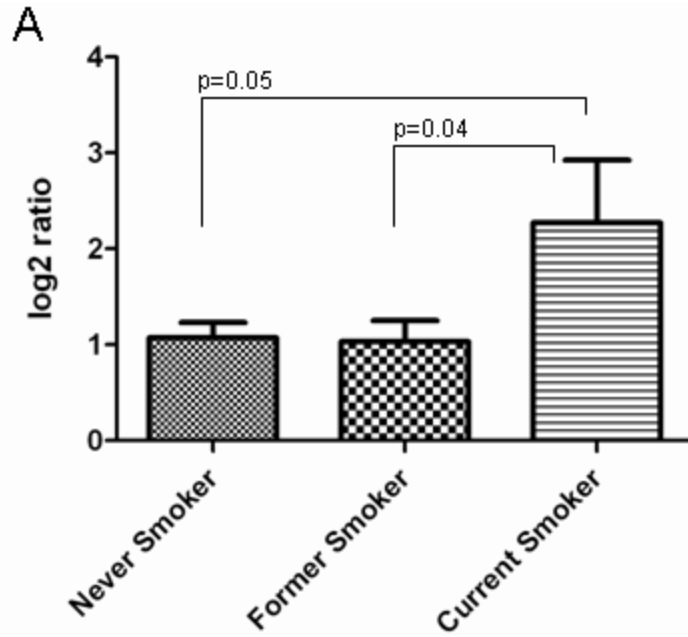 A
4
p=0.05
p=0.04
3
log2 ratio
2
1
0
Never Smoker
Former Smoker
Current Smoker